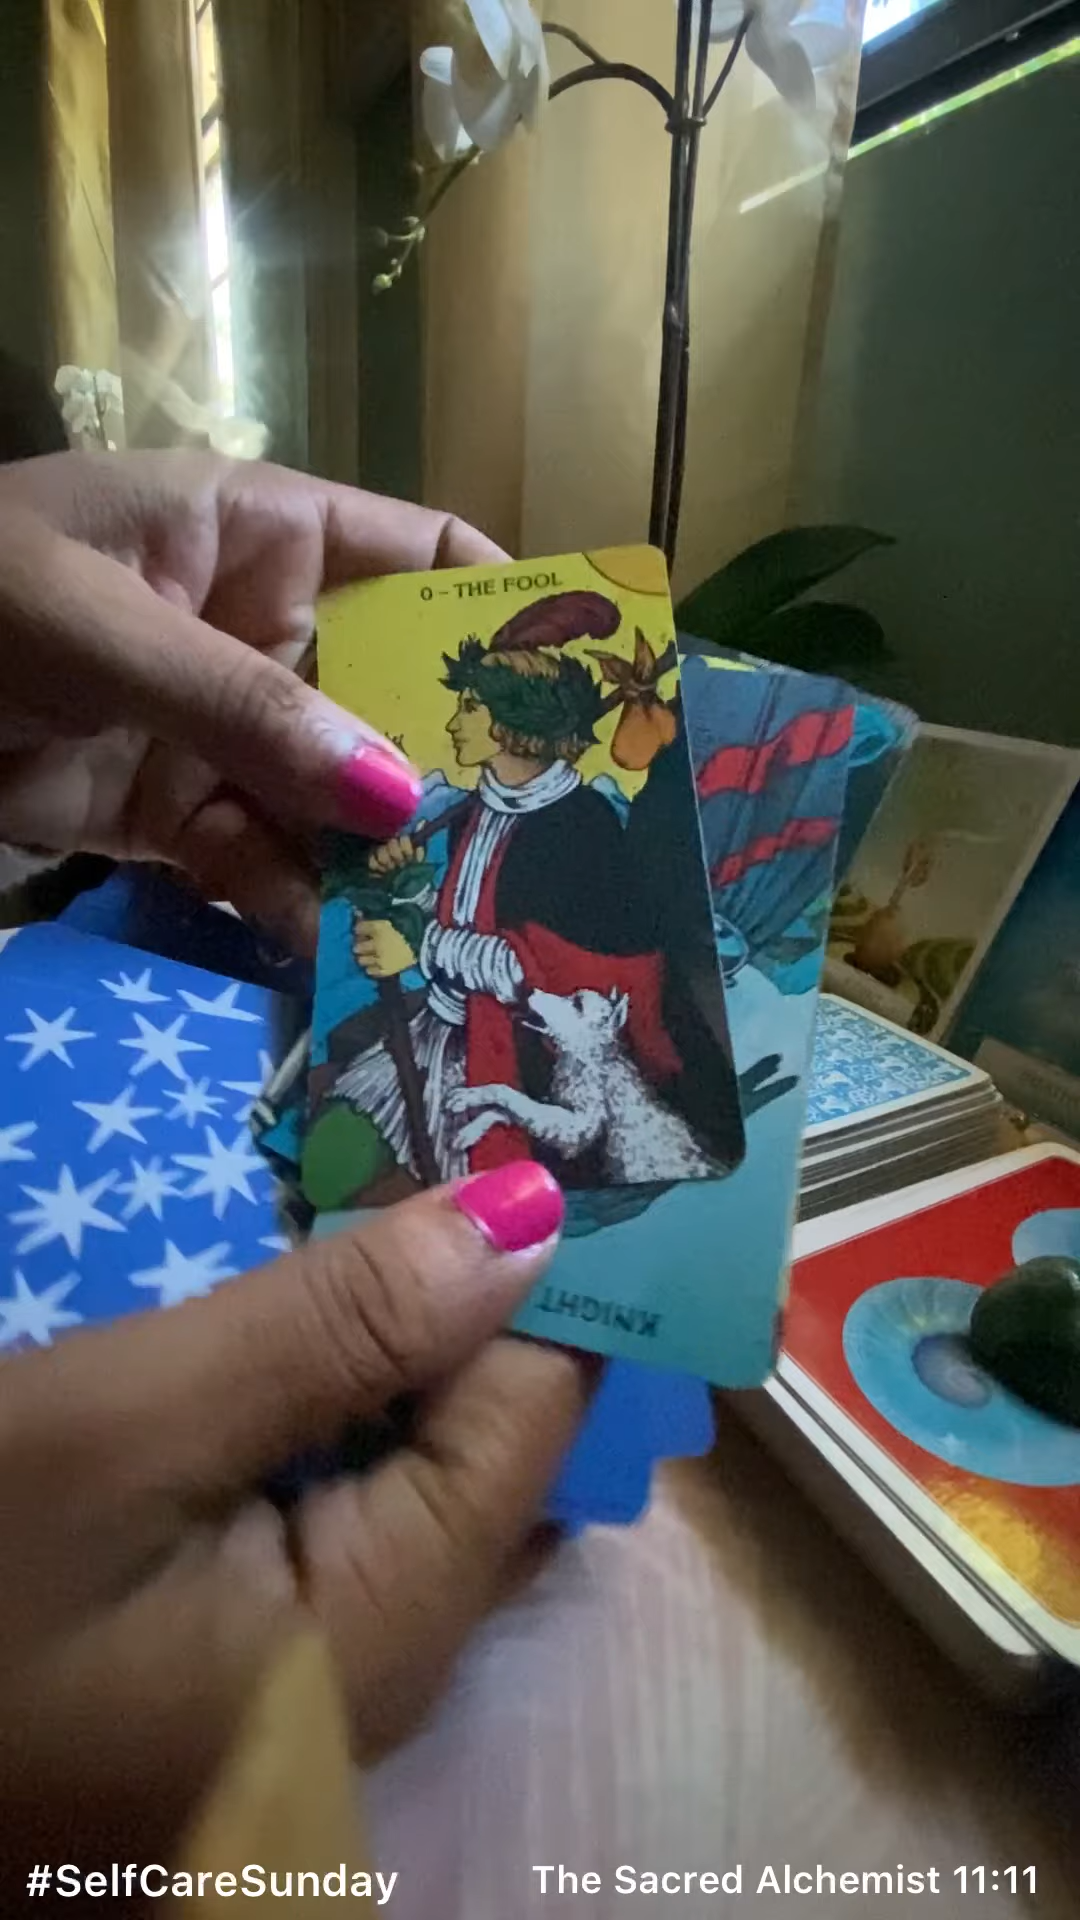 0 - THE FOOL
KNIGHT
#SelfCareSunday
The Sacred Alchemist 11:11